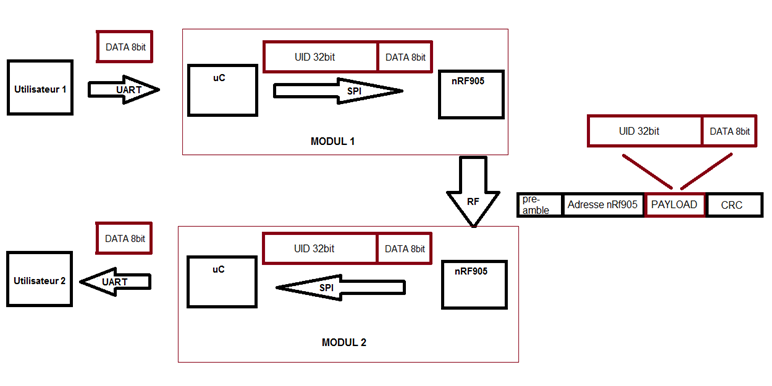 DATA 8bit
UID 32bit DATA 8bit
Utilisateur 1
UART
uC
SPI
nRF905
MODUL 1
UID 32bit DATA 8bit
RF
pre-
amble
Adresse nRf905
PAYLOAD
CRC
DATA 8bit
UID 32bit DATA 8bit
Utilisateur 2
UART
uC
SPI
nRF905
MODUL 2